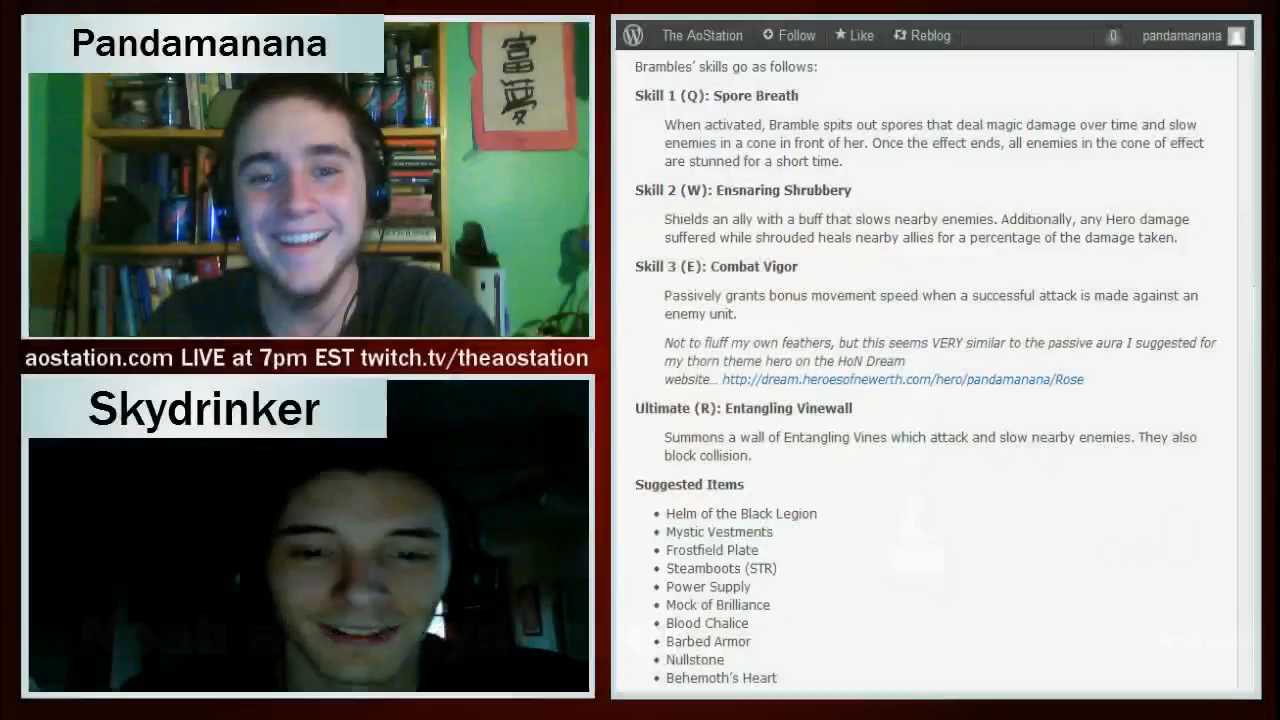 Pandamanana
富
夢
aostation.com LIVE at 7pm EST twitch.tv/theaostation
Skydrinker
The AoStation Follow Like Reblog 0 pandamanana
Brambles' skills go as follows:
Skill 1 (Q): Spore Breath
When activated, Bramble spits out spores that deal magic damage over time and slow
enemies in a cone in front of her. Once the effect ends, all enemies in the cone of effect
are stunned for a short time.
Skill 2 (W): Ensnaring Shrubbery
Shields an ally with a buff that slows nearby enemies. Additionally, any Hero damage
suffered while shrouded heals nearby allies for a percentage of the damage taken.
Skill 3 (E): Combat Vigor
Passively grants bonus movement speed when a successful attack is made against an
enemy unit.
Not to fluff my own feathers, but this seems VERY similar to the passive aura I suggested for
my thorn theme hero on the HoN Dream
website… http://dream.heroesofnewerth.com/hero/pandamanana/Rose
Ultimate (R): Entangling Vinewall
Summons a wall of Entangling Vines which attack and slow nearby enemies. They also
block collision.
Suggested Items
• Helm of the Black Legion
• Mystic Vestments
• Frostfield Plate
• Steamboots (STR)
• Power Supply
• Mock of Brilliance
• Blood Chalice
• Barbed Armor
• Nullstone
• Behemoth's Heart